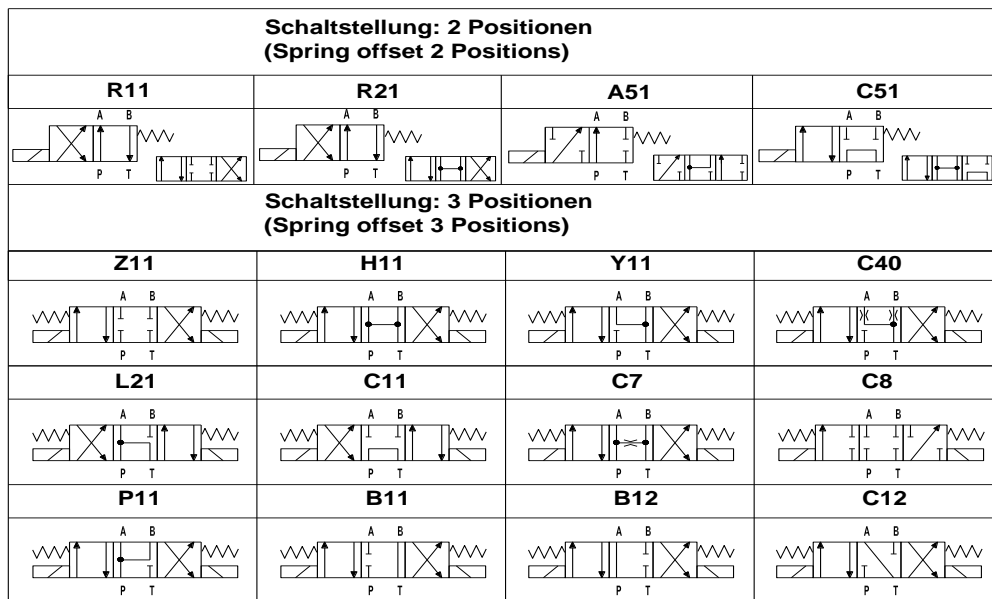 Schaltstellung: 2 Positionen
(Spring offset 2 Positions)
R11 R21 A51 C51
A B A B A B A B
P T P T P T P T
Schaltstellung: 3 Positionen
(Spring offset 3 Positions)
Z11 H11 Y11 C40
A B A B A B A B
P T P T P T P T
L21 C11 C7 C8
A B A B A B A B
P T P T P T P T
P11 B11 B12 C12
A B A B A B A B
P T P T P T P T